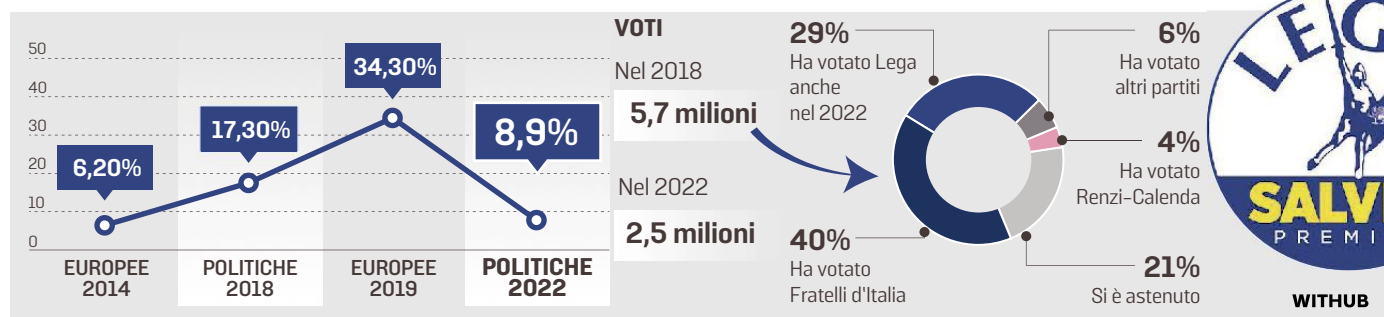 50
40
30
20
10
0
6,20%
17,30%
34,30%
8,9%
EUROPEE
2014
POLITICHE
2018
EUROPEE
2019
POLITICHE
2022
VOTI
Nel 2018
5,7 milioni
Nel 2022
2,5 milioni
29%
Ha votato Lega
anche
nel 2022
40%
Ha votato
Fratelli d'Italia
6%
Ha votato
altri partiti
4%
Ha votato
Renzi-Calenda
21%
Si è astenuto
LEG
SALV
PREMI
WITHUB